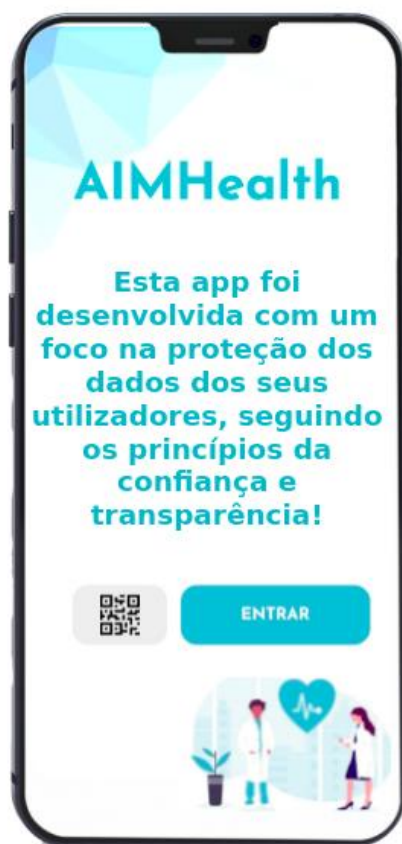 AIMHealth
Esta app foi
desenvolvida com um
foco na proteção dos
dados dos seus
utilizadores, seguindo
os princípios da
confiança e
transparência!
ENTRAR